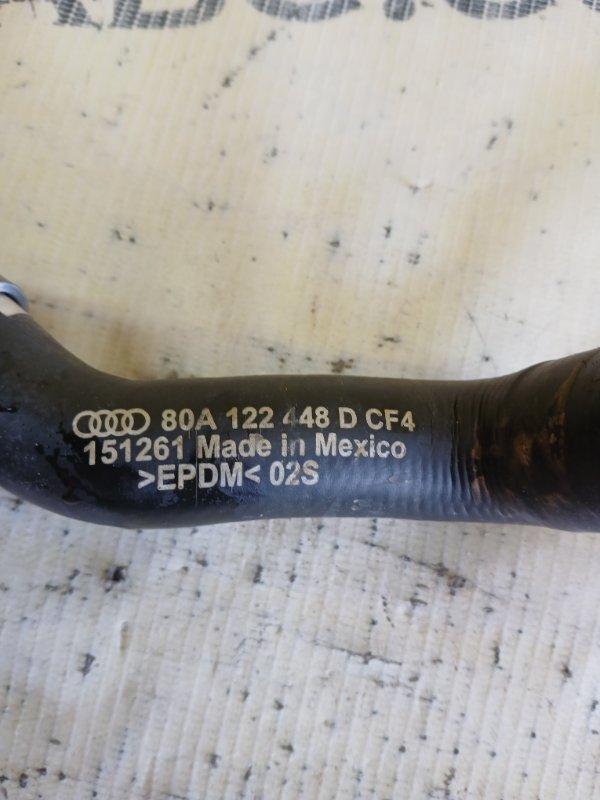 80A 122 448 D CF4
151261 Made in Mexico
>EPDM< 02S